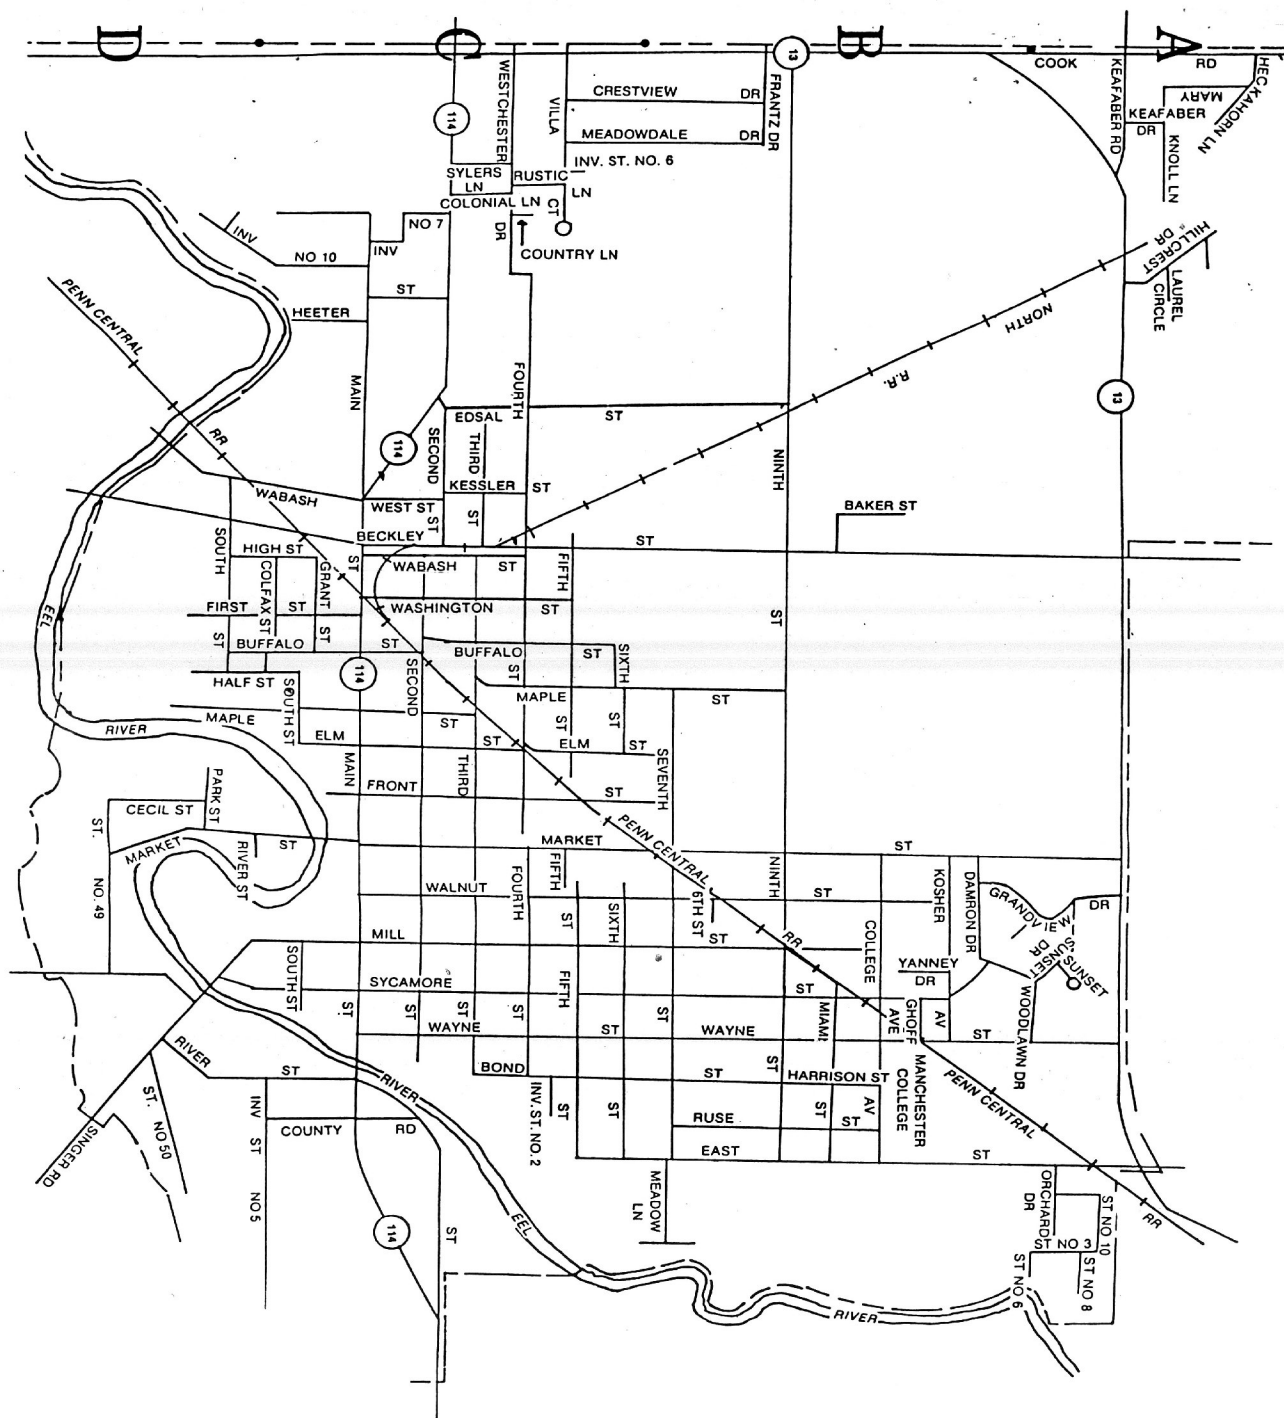 D
C
B
A
13
COOK
RD
KEAFABER RD
HECKAHORN LN
MARY
KEAFABER
DR
KNOLL LN
WESTCHESTER
DR
114
VILLA
CT
CRESTVIEW
DR
MEADOWDALE
DR
FRANTZ DR
INV. ST. NO. 6
SYLERS
LN
RUSTIC
LN
COLONIAL LN
COUNTRY LN
NO 7
INV
INV
NO 10
ST
HEETER
HILLCREST
DR
LAUREL
CIRCLE
NORTH
R.R.
13
PENN CENTRAL
RR
MAIN
FOURTH
EDSAL
ST
SECOND
THIRD
114
NINTH
KESSLER
ST
WABASH
WEST ST
ST
ST
BAKER ST
BECKLEY
ST
SOUTH
HIGH ST
ST
WABASH
ST
FIFTH
COLFAX ST
GRANT
ST
FIRST
ST
WASHINGTON
ST
ST
EEL
ST
BUFFALO
ST
BUFFALO
ST
SIXTH
114
SECOND
ST
HALF ST
SOUTH ST
MAPLE
ST
MAPLE
ST
ST
ST
RIVER
ELM
ST
ELM
ST
SEVENTH
MAIN
THIRD
FRONT
ST
PARK ST
CECIL ST
ST.
NO. 49
MARKET
ST
RIVER ST
MARKET
ST
PENN CENTRAL
RR
WALNUT
ST
FOURTH
FIFTH
ST
SIXTH
6TH ST
NINTH
KOSHER
AV
DAMRON DR
GRANDVIEW
DR
SUNSET
DR
SUNSET
MILL
ST
COLLEGE
AVE
YANNEY
DR
SOUTH ST
SYCAMORE
ST
FIFTH
WOODLAWN DR
MIAMI
ST
GHOFF
ST
ST
ST
ST
ST
WAYNE
ST
WAYNE
ST
RIVER
ST
RIVER
BOND
ST
ST
HARRISON ST
MANCHESTER
COLLEGE
PENN CENTRAL
RR
ST.
NO 50
SINGER RD
INV
ST
NO 5
COUNTY
RD
INV. ST. NO. 2
ST
ST
RUSE
ST
AV
EAST
ST
MEADOW
LN
ORCHARD
DR
ST NO 10
ST NO 3
ST NO 8
ST NO 6
114
ST
EEL
RIVER